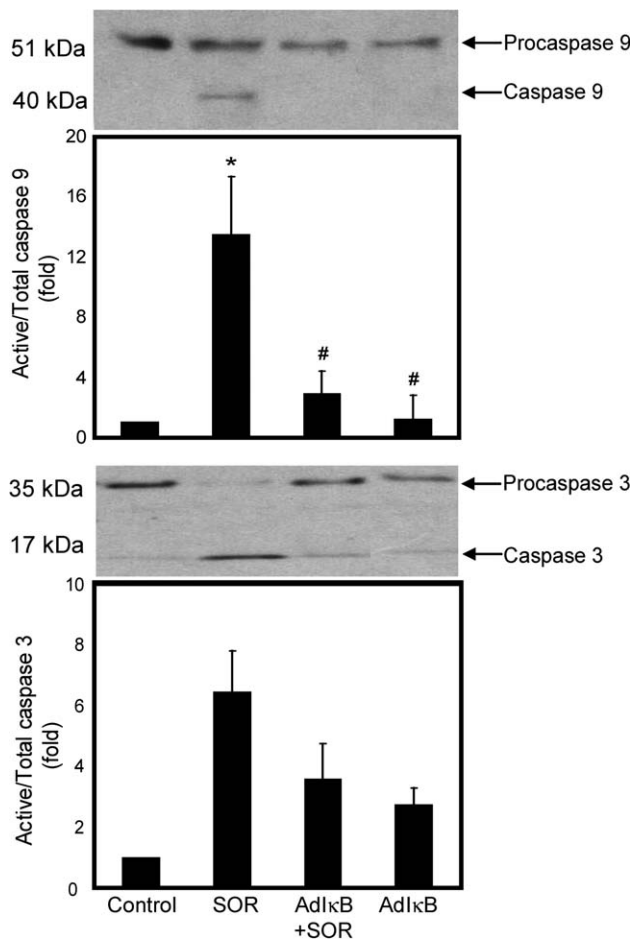 51 kDa
Procaspase 9
40 kDa
Caspase 9
Active/Total caspase 9
(fold)
20
16
12
8
4
0
*
#
#
35 kDa
Procaspase 3
17 kDa
Caspase 3
Active/Total caspase 3
(fold)
10
8
6
4
2
0
Control SOR AdIκB AdIκB
+SOR